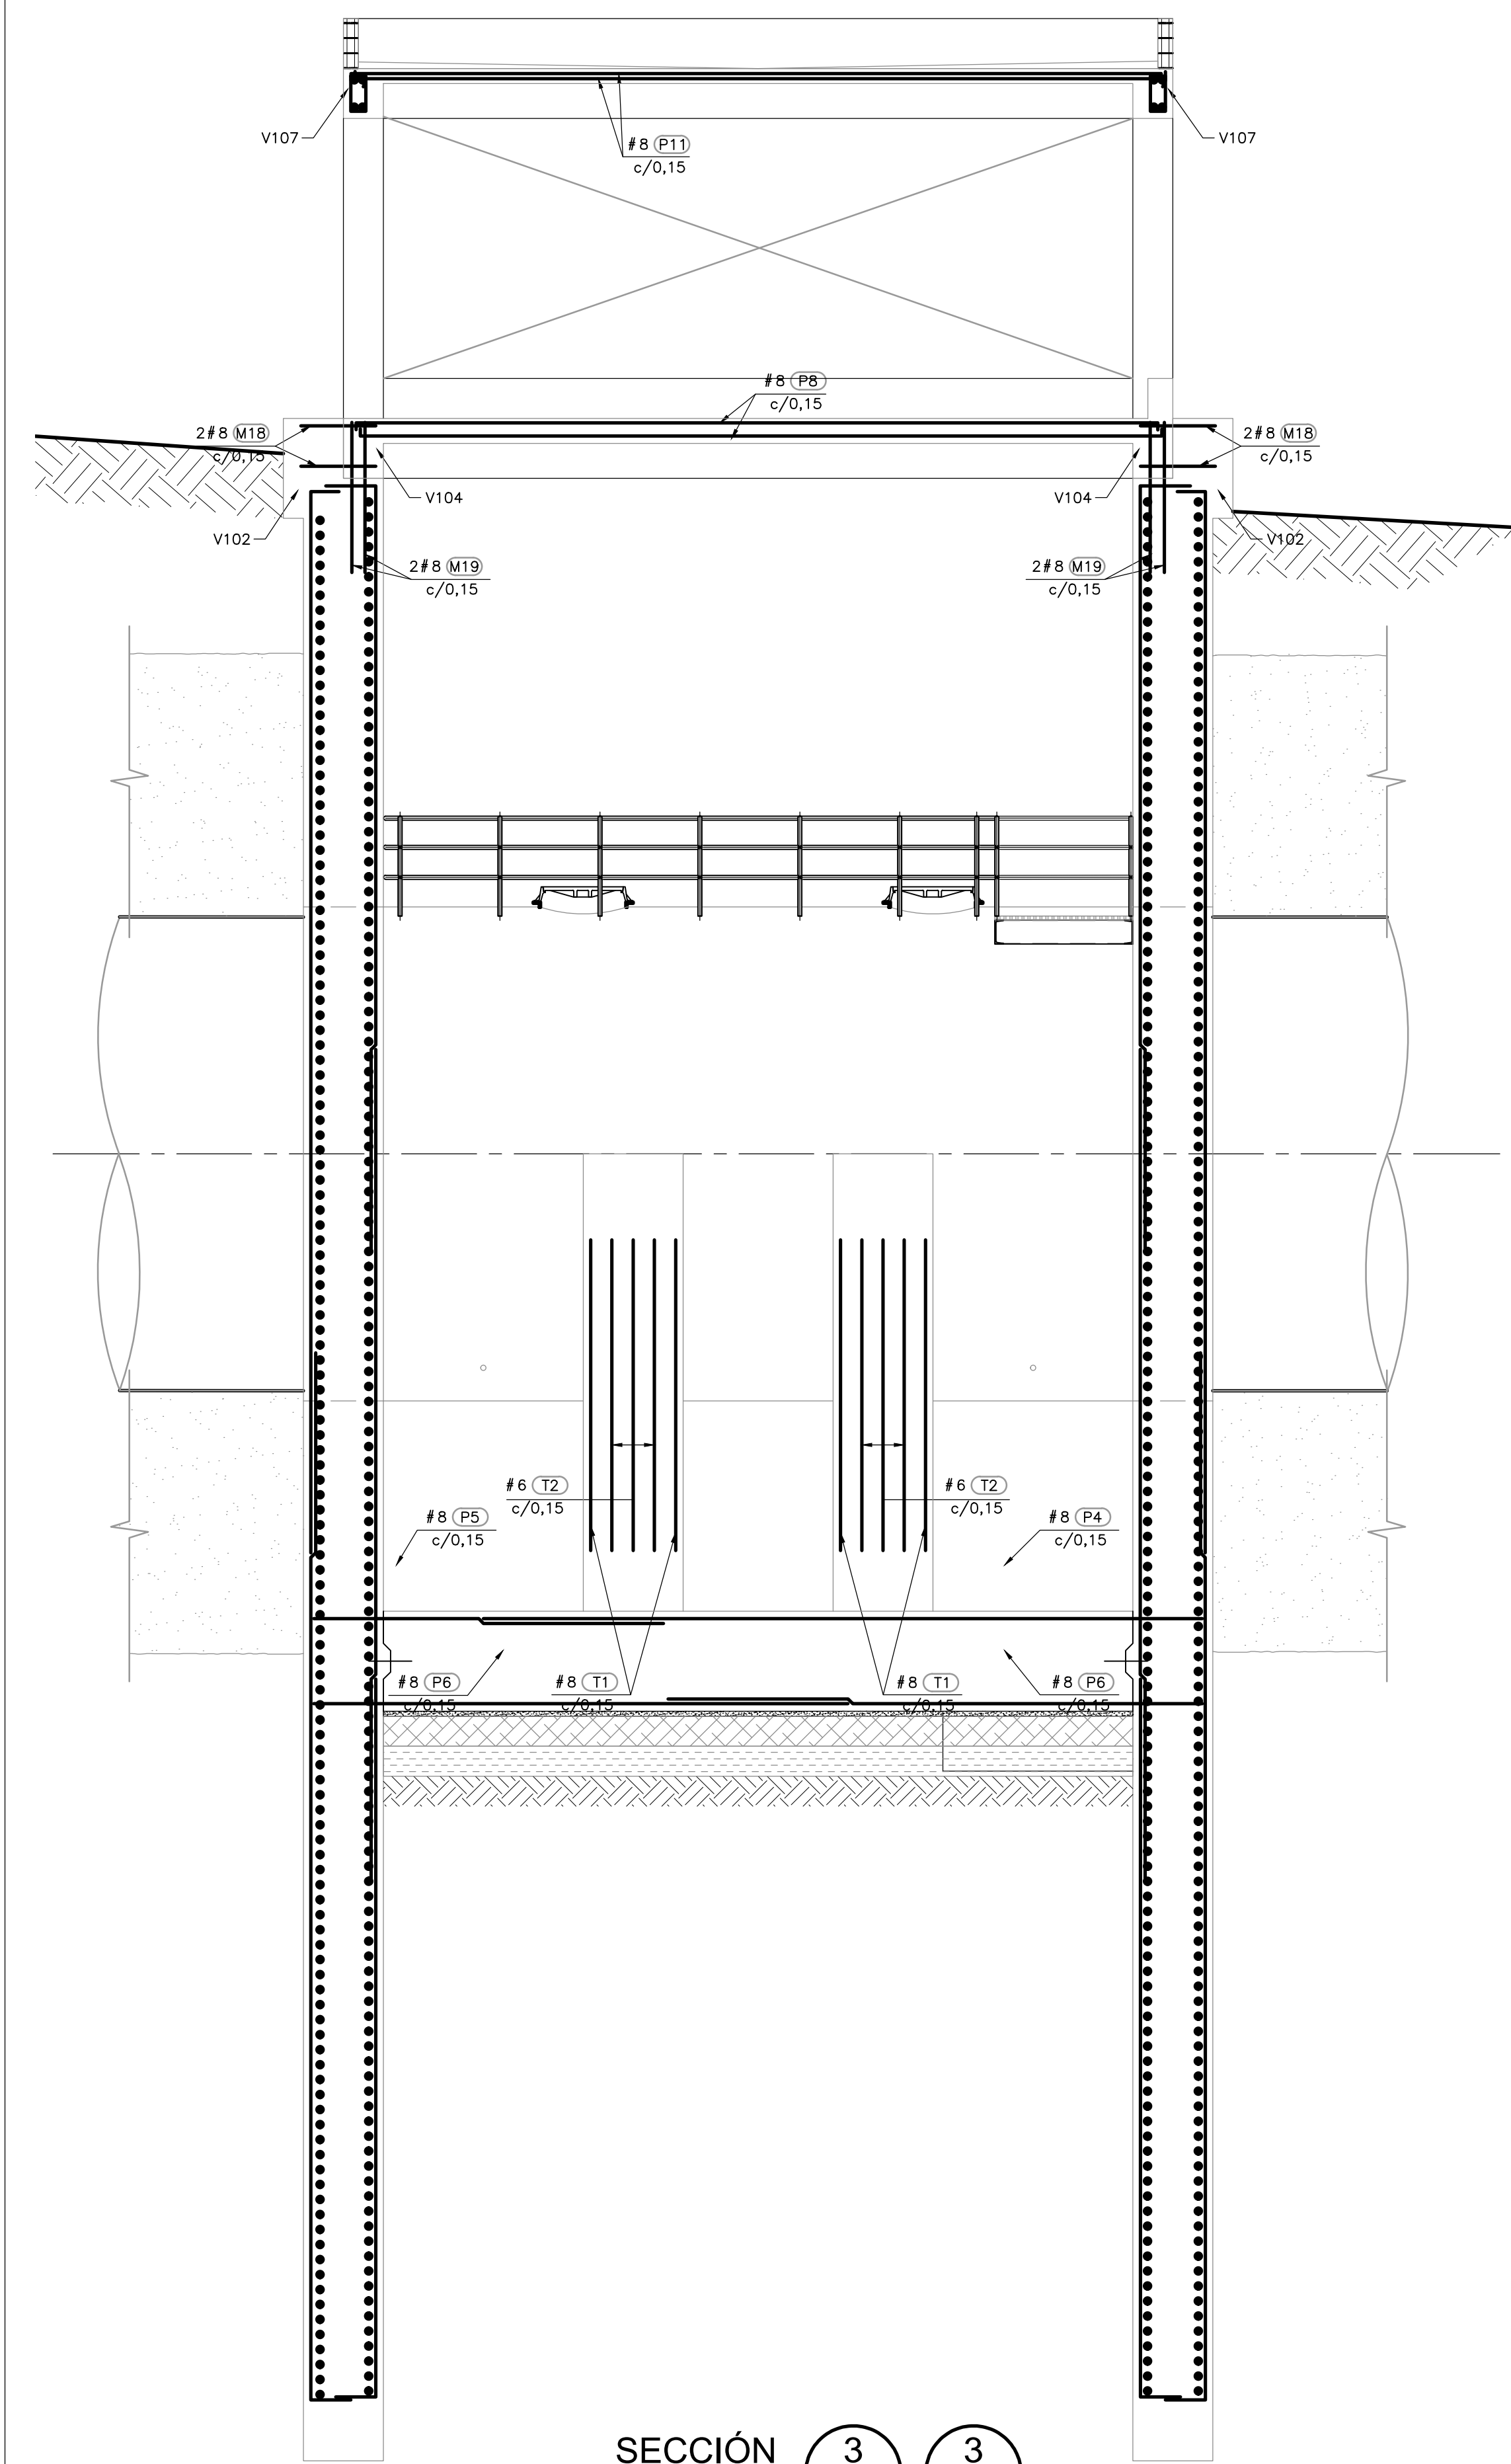 V107
V107
#8 P11
c/0,15
#8 P8
c/0,15
2#8 M18
c/0,15
2#8 M18
c/0,15
V104
V104
V102
V102
2#8 M19
c/0,15
2#8 M19
c/0,15
#6 T2
c/0,15
#6 T2
c/0,15
#8 P5
c/0,15
#8 P4
c/0,15
#8 P6
c/0,15
#8 T1
c/0,15
#8 T1
c/0,15
#8 P6
c/0,15
SECCIÓN 3 3